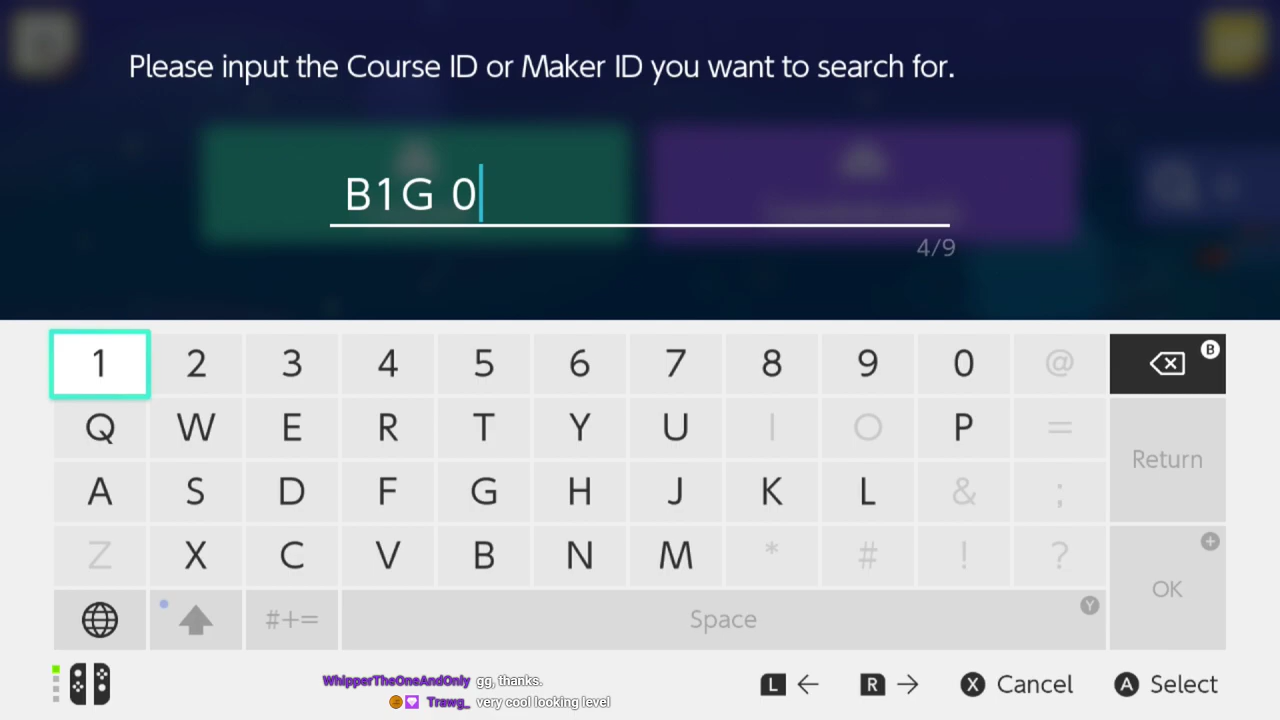 Please input the Course ID or Maker ID you want to search for.
B1G 0
4/9
1 2 3 4 5 6 7 8 9 0 @ B
Q W E R T Y U I O P =
Return
A S D F G H J K L & ;
Z X C V B N M * # ! ?
OK
#+= Space Y
WhipperTheOneAndOnly gg, thanks.
Trawg_ very cool looking level
L ← R → X Cancel A Select